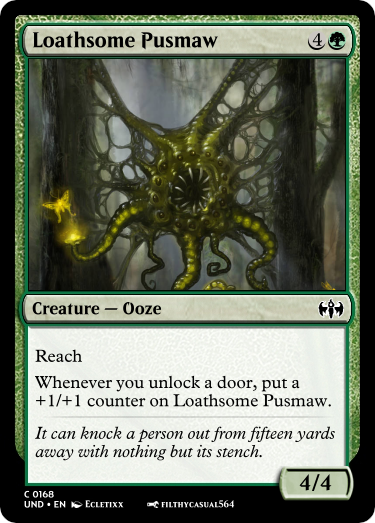 Loathsome Pusmaw 4
Creature — Ooze
Reach
Whenever you unlock a door, put a
+1/+1 counter on Loathsome Pusmaw.
It can knock a person out from fifteen yards
away with nothing but its stench.
4/4
C 0168
UND • EN Ecletixx filthycasual564